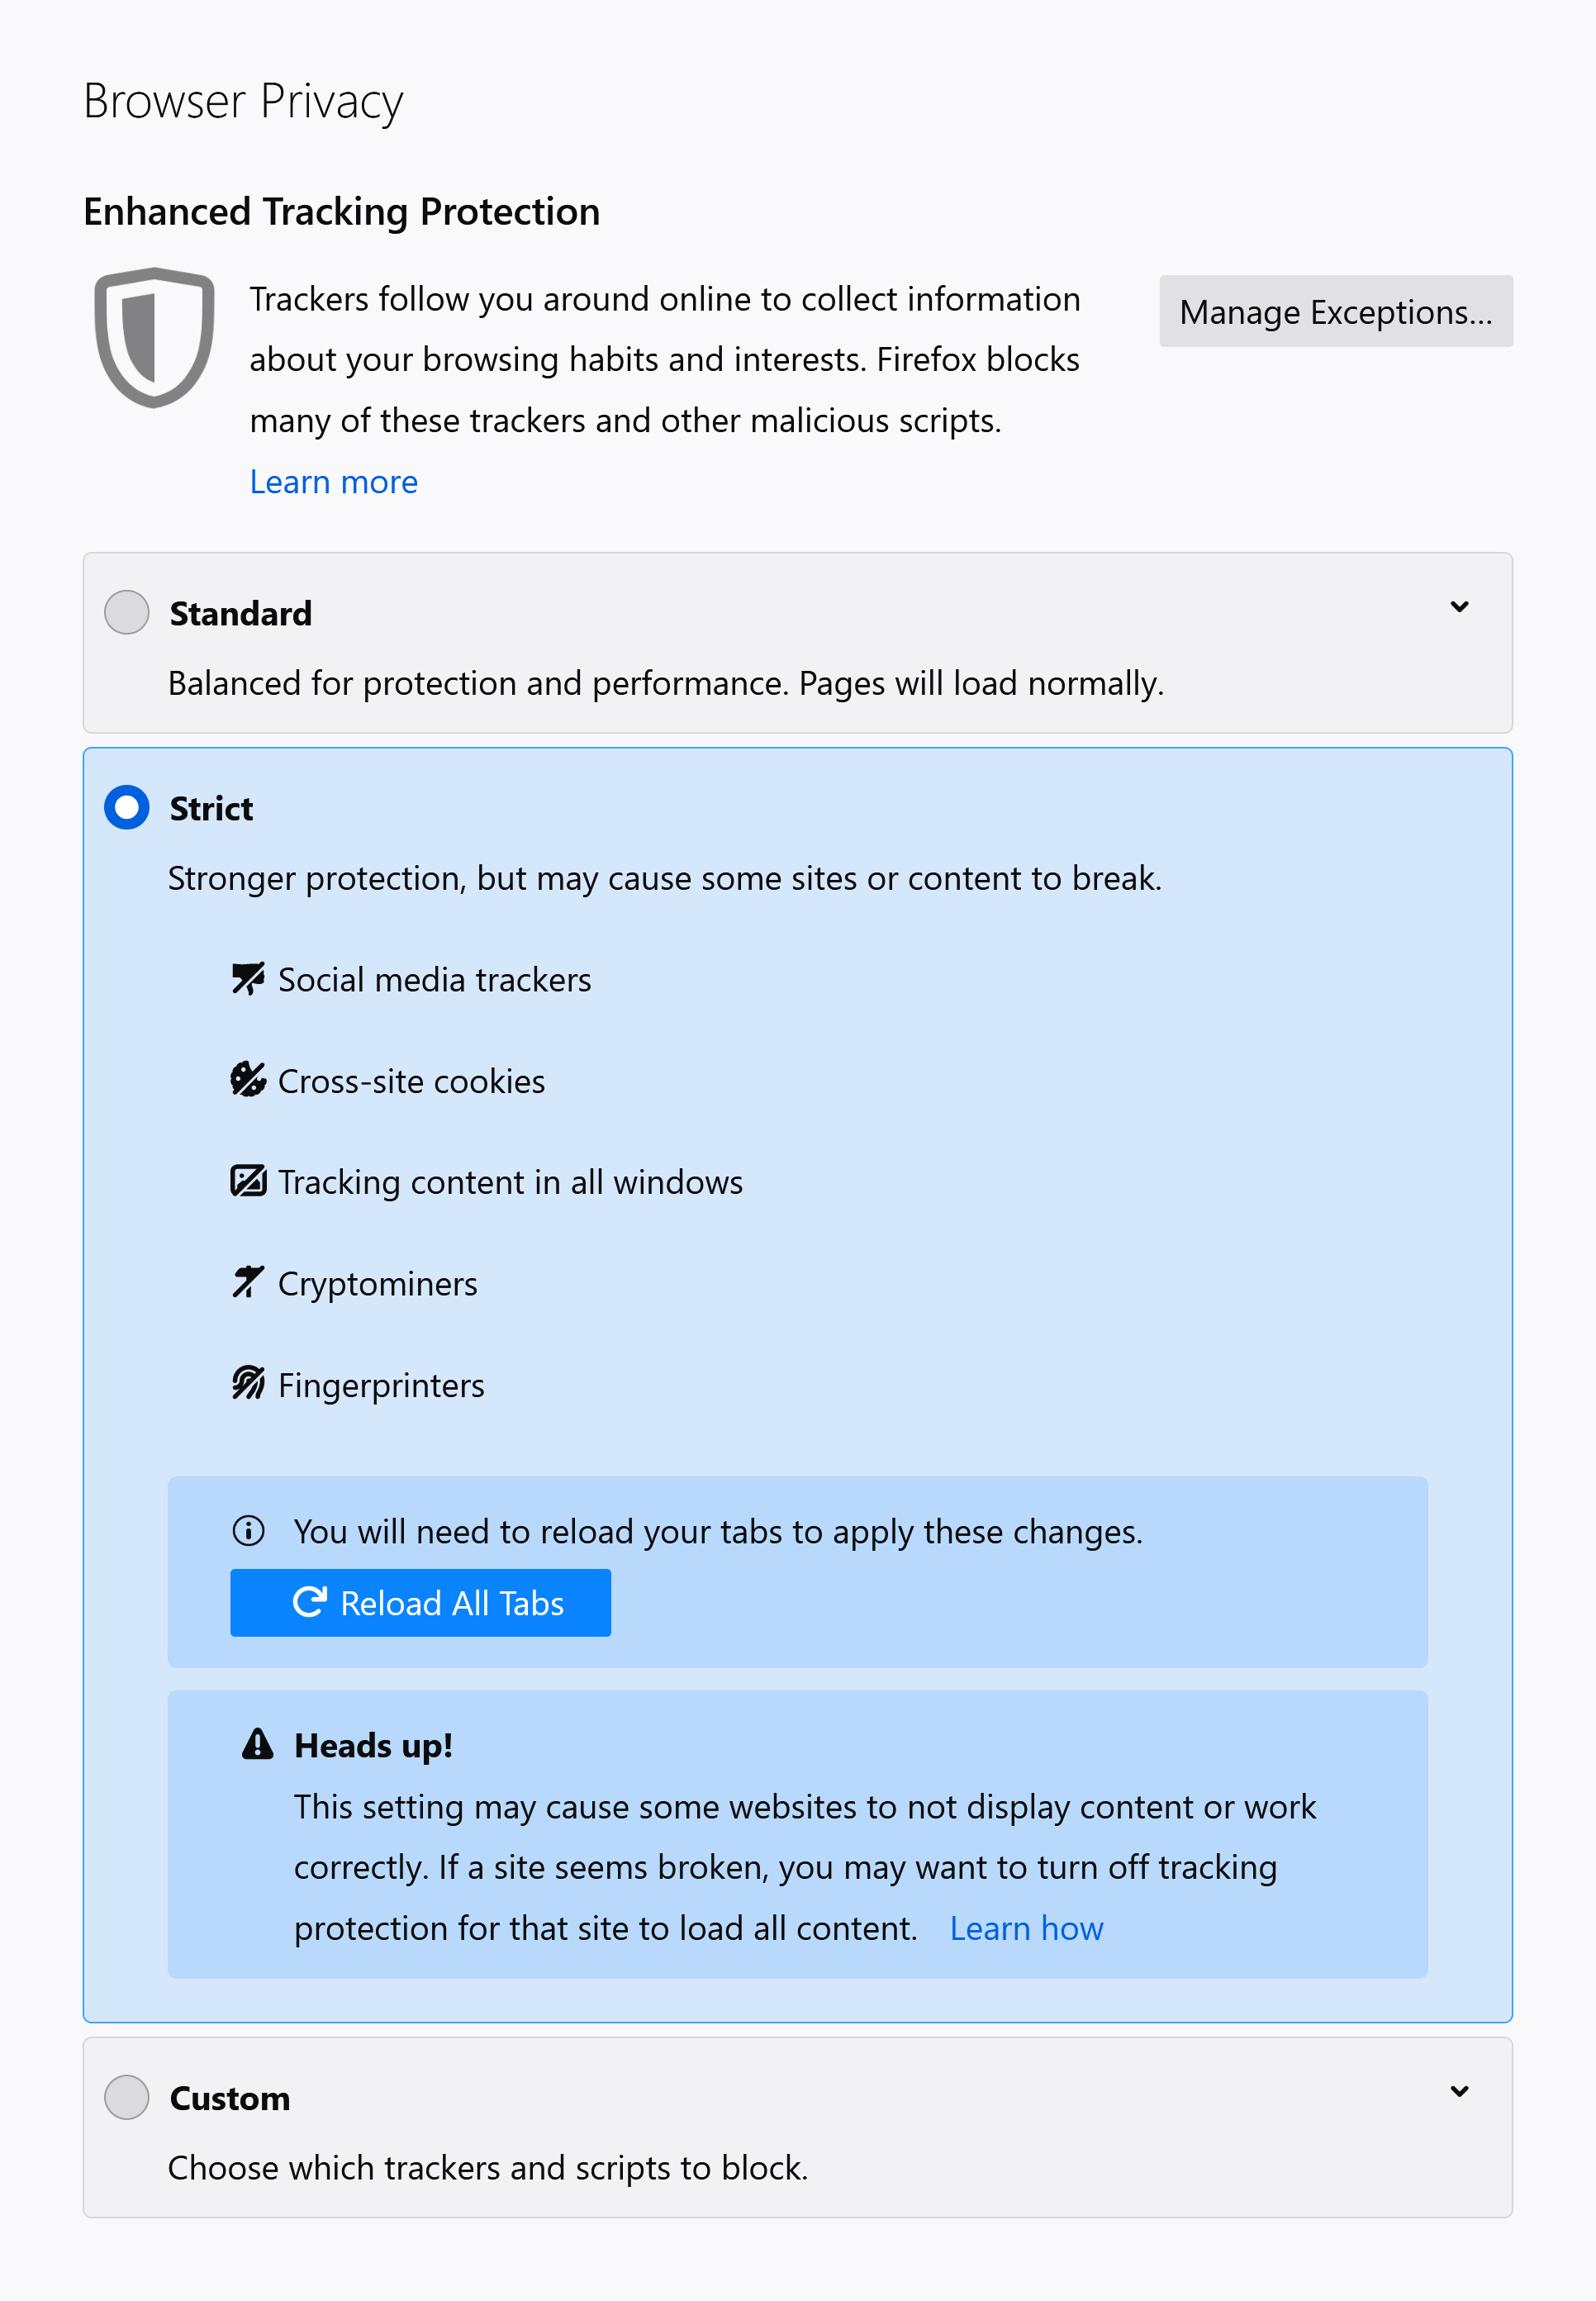 Browser Privacy
Enhanced Tracking Protection
Trackers follow you around online to collect information
about your browsing habits and interests. Firefox blocks
many of these trackers and other malicious scripts.
Learn more
Manage Exceptions...
Standard
Balanced for protection and performance. Pages will load normally.
Strict
Stronger protection, but may cause some sites or content to break.
Social media trackers
Cross-site cookies
Tracking content in all windows
Cryptominers
Fingerprinters
You will need to reload your tabs to apply these changes.
Reload All Tabs
Heads up!
This setting may cause some websites to not display content or work
correctly. If a site seems broken, you may want to turn off tracking
protection for that site to load all content. Learn how
Custom
Choose which trackers and scripts to block.